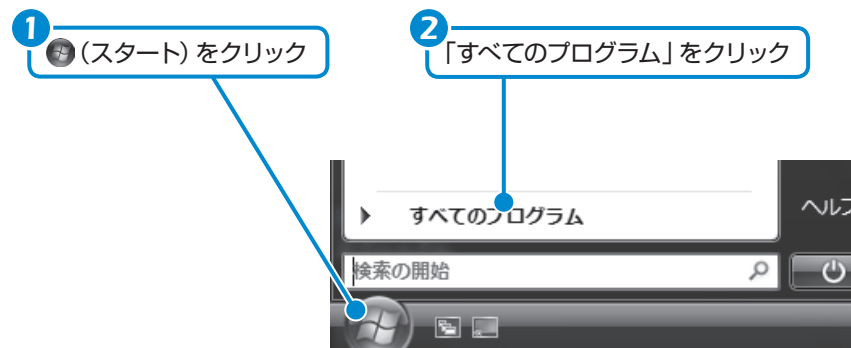 1
(スタート) をクリック
2
「すべてのプログラム」をクリック
すべてのプログラム
ヘルプ
検索の開始